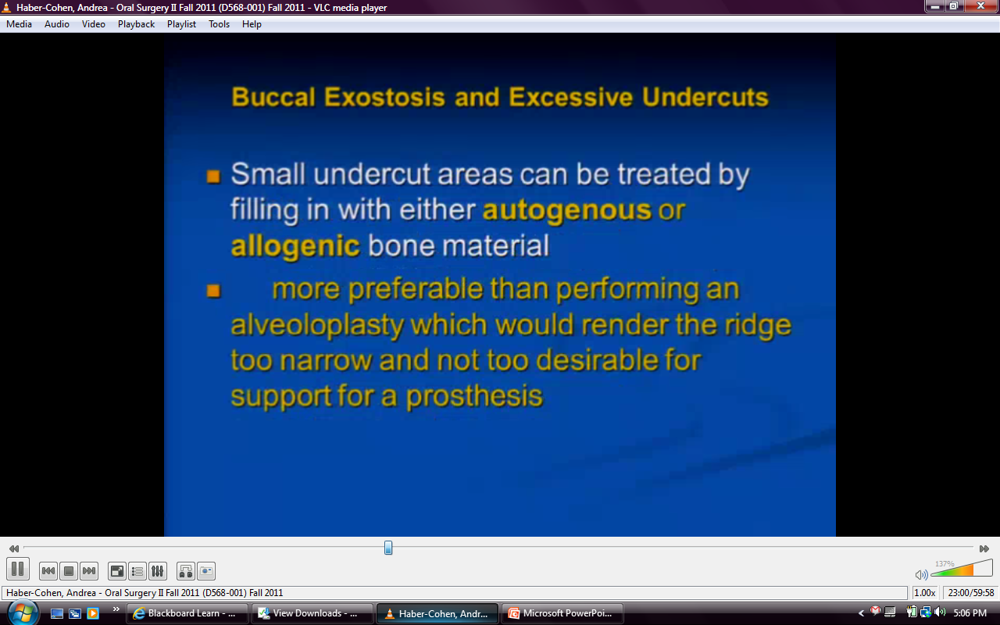 Haber-Cohen, Andrea - Oral Surgery II Fall 2011 (D568-001) Fall 2011 - VLC media player
Media Audio Video Playback Playlist Tools Help
Buccal Exostosis and Excessive Undercuts
Small undercut areas can be treated by
filling in with either autogenous or
allogenic bone material
more preferable than performing an
alveoloplasty which would render the ridge
too narrow and not too desirable for
support for a prosthesis
137%
Haber-Cohen, Andrea - Oral Surgery II Fall 2011 (D568-001) Fall 2011
1.00x
23:00/59:58
Blackboard Learn - ...
View Downloads - ...
Haber-Cohen, Andr...
Microsoft PowerPoi...
5:06 PM